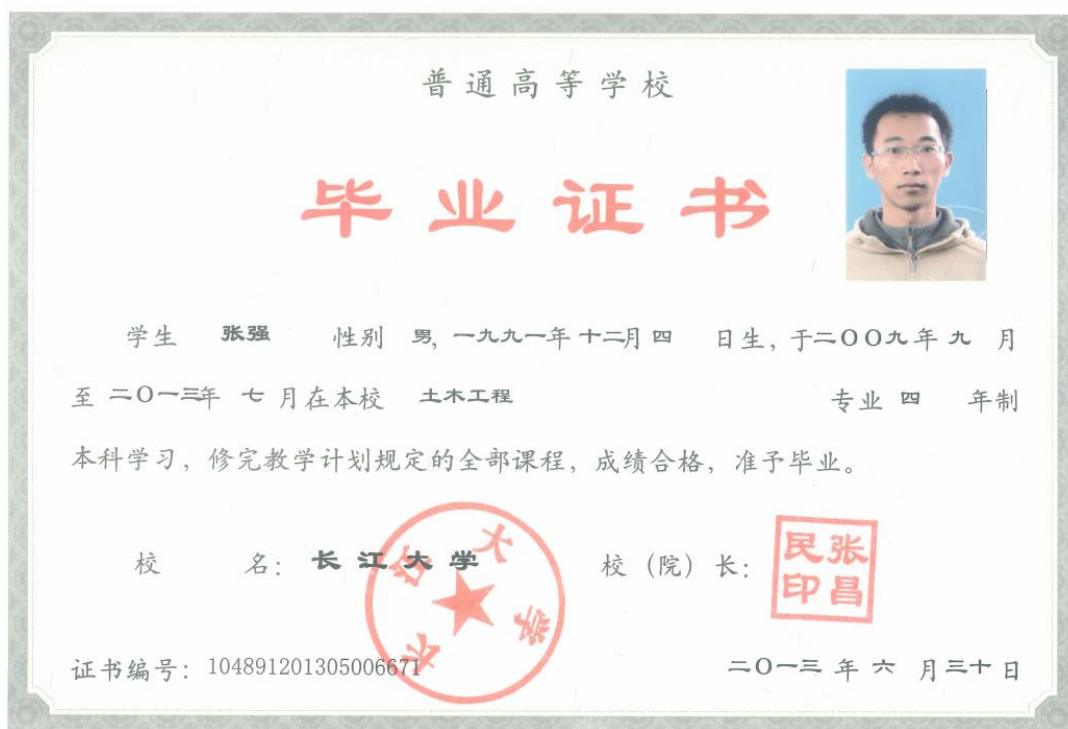 普通高等学校
毕业证书
学生 张强 性别 男, 一九九一年 十二月 四 日生, 于二〇〇九年 九 月
至 二〇一三年 七 月在本校 土木工程 专业 四 年制
本科学习, 修完教学计划规定的全部课程, 成绩合格, 准予毕业。
校 名: 长江大学 校 (院) 长:
长江大学
张昌民印
证书编号: 104891201305006671 二〇一三 年 六 月三十日